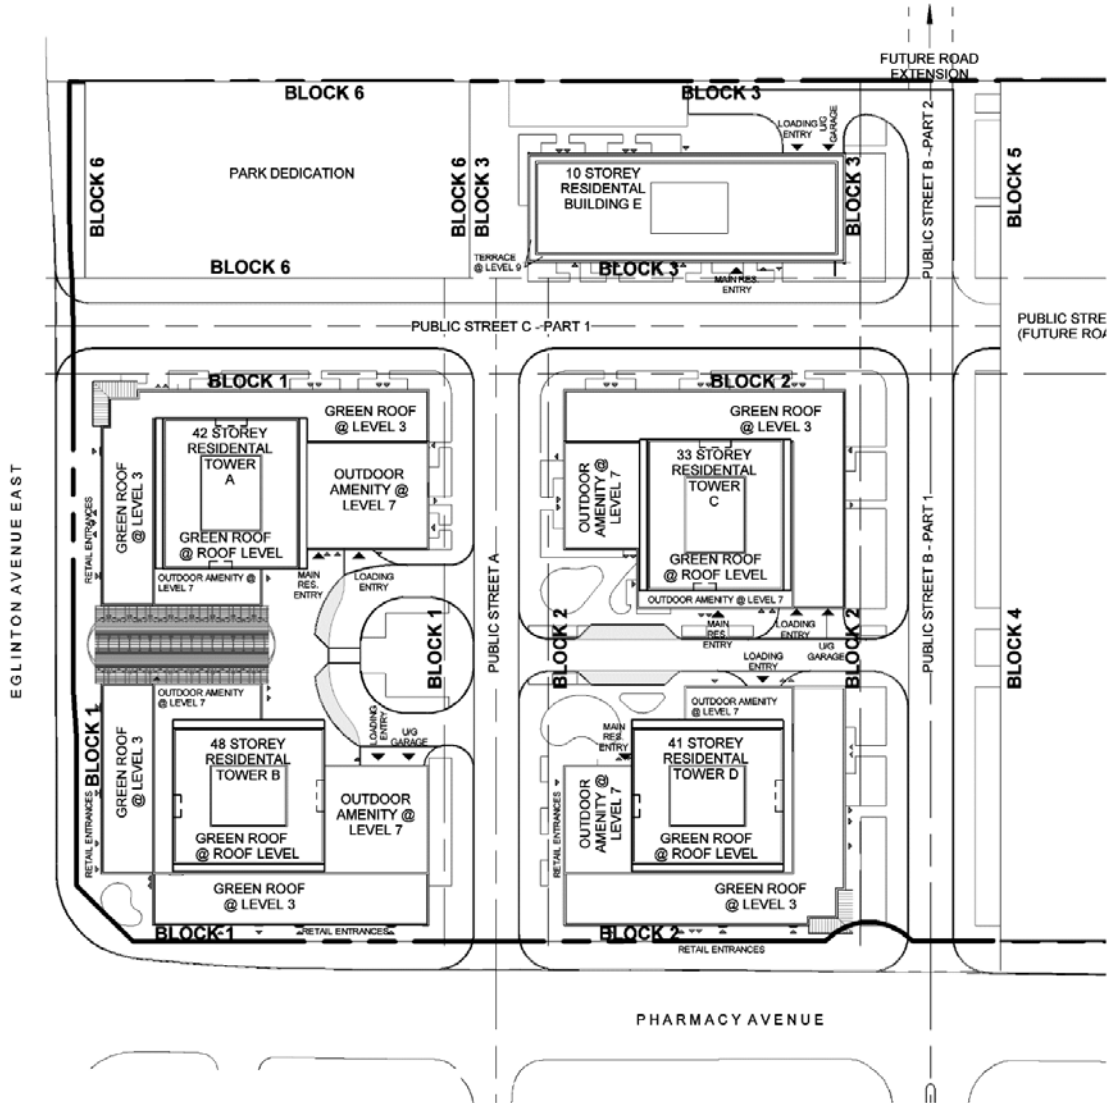 FUTURE ROAD
EXTENSION
BLOCK 6
BLOCK 3
LOADING
ENTRY
U/G
GARAGE
PUBLIC STREET B - PART 2
BLOCK 6
PARK DEDICATION
BLOCK 6
BLOCK 3
10 STOREY
RESIDENTAL
BUILDING E
BLOCK 3
BLOCK 5
TERRACE
@ LEVEL 9
BLOCK 6
BLOCK 3
MAIN RES.
ENTRY
PUBLIC STREET C - PART 1
PUBLIC STRE
(FUTURE ROA
BLOCK 1
BLOCK 2
GREEN ROOF
@ LEVEL 3
GREEN ROOF
@ LEVEL 3
42 STOREY
RESIDENTAL
TOWER
A
GREEN ROOF
@ ROOF LEVEL
GREEN ROOF
@ LEVEL 3
OUTDOOR
AMENITY @
LEVEL 7
OUTDOOR
AMENITY @
LEVEL 7
33 STOREY
RESIDENTAL
TOWER
C
GREEN ROOF
@ ROOF LEVEL
EGLINTON AVENUE EAST
RETAIL ENTRANCES
OUTDOOR AMENITY @
LEVEL 7
MAIN
RES.
ENTRY
LOADING
ENTRY
PUBLIC STREET A
PUBLIC STREET B - PART 1
OUTDOOR AMENITY @ LEVEL 7
BLOCK 1
BLOCK 2
MAIN
RES.
ENTRY
LOADING
ENTRY
U/G
GARAGE
BLOCK 2
BLOCK 4
LOADING
ENTRY
OUTDOOR AMENITY
@ LEVEL 7
OUTDOOR AMENITY
@ LEVEL 7
BLOCK 1
GREEN ROOF
@ LEVEL 3
LOADING
ENTRY
U/G
GARAGE
MAIN
RES.
ENTRY
48 STOREY
RESIDENTAL
TOWER B
GREEN ROOF
@ ROOF LEVEL
OUTDOOR
AMENITY @
LEVEL 7
OUTDOOR
AMENITY @
LEVEL 7
41 STOREY
RESIDENTAL
TOWER D
GREEN ROOF
@ ROOF LEVEL
RETAIL ENTRANCES
RETAIL ENTRANCES
GREEN ROOF
@ LEVEL 3
GREEN ROOF
@ LEVEL 3
BLOCK 1
RETAIL ENTRANCES
BLOCK 2
RETAIL ENTRANCES
PHARMACY AVENUE